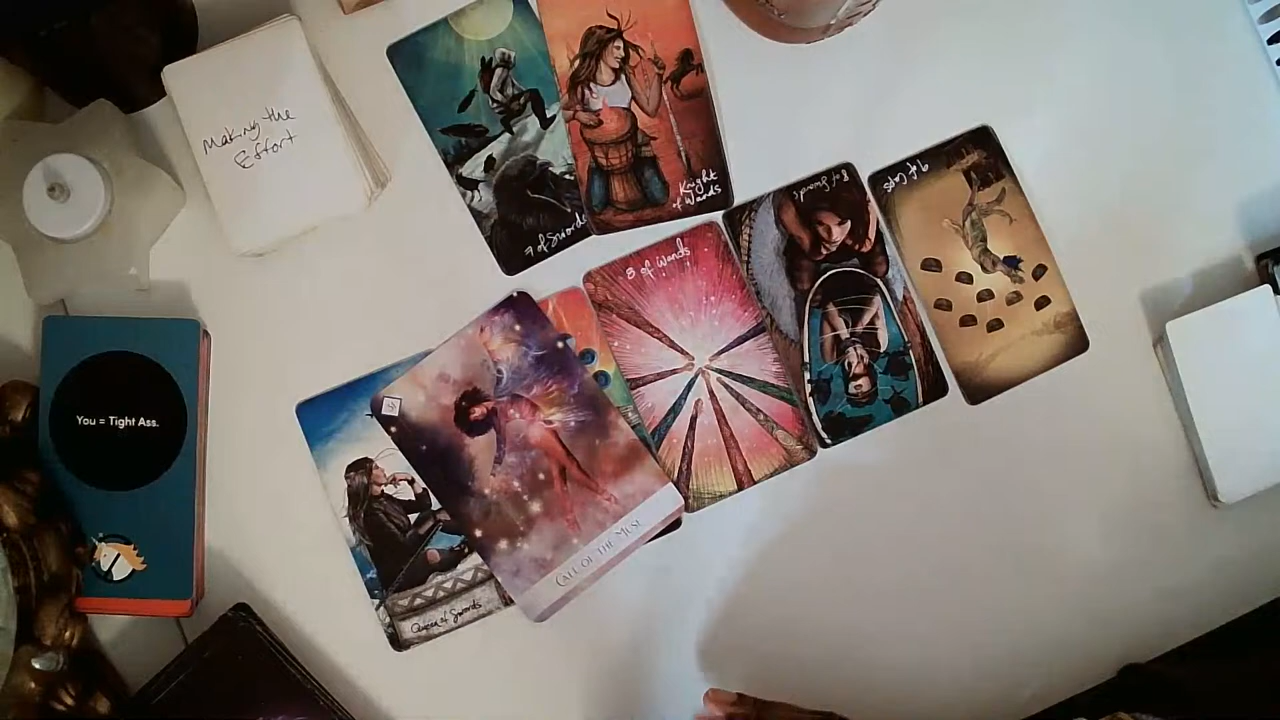 Making the
Effort
7 of Swords
Knight
of Wands
8 of Wands
8 of Swords
9 of Cups
You = Tight Ass.
Queen of Swords
CALL OF THE MUSE